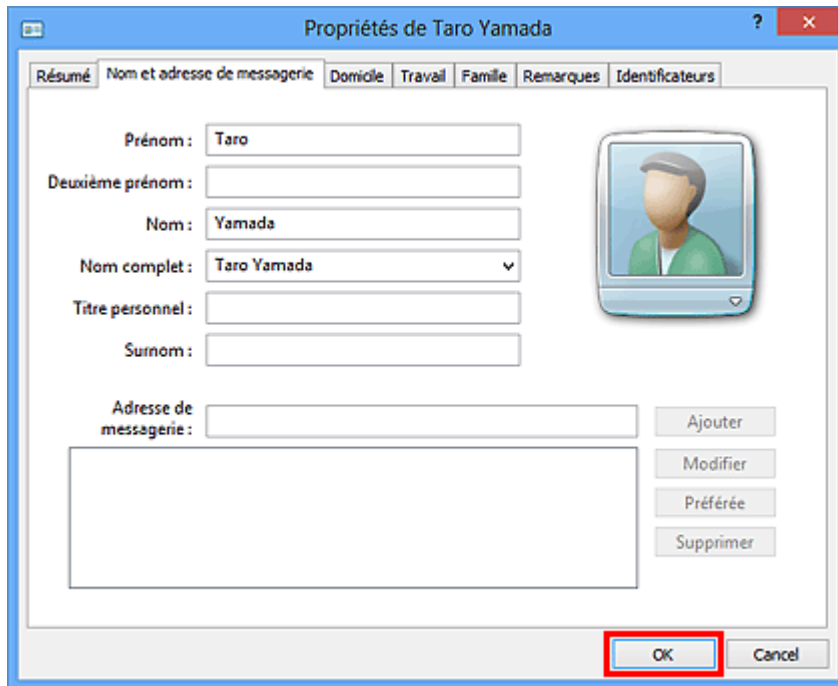 Propriétés de Taro Yamada ?
Résumé Nom et adresse de messagerie Domicile Travail Famille Remarques Identificateurs
Prénom : Taro
Deuxième prénom :
Nom : Yamada
Nom complet : Taro Yamada
Titre personnel :
Surnom :
Adresse de
messagerie :
Ajouter
Modifier
Préférée
Supprimer
OK Cancel